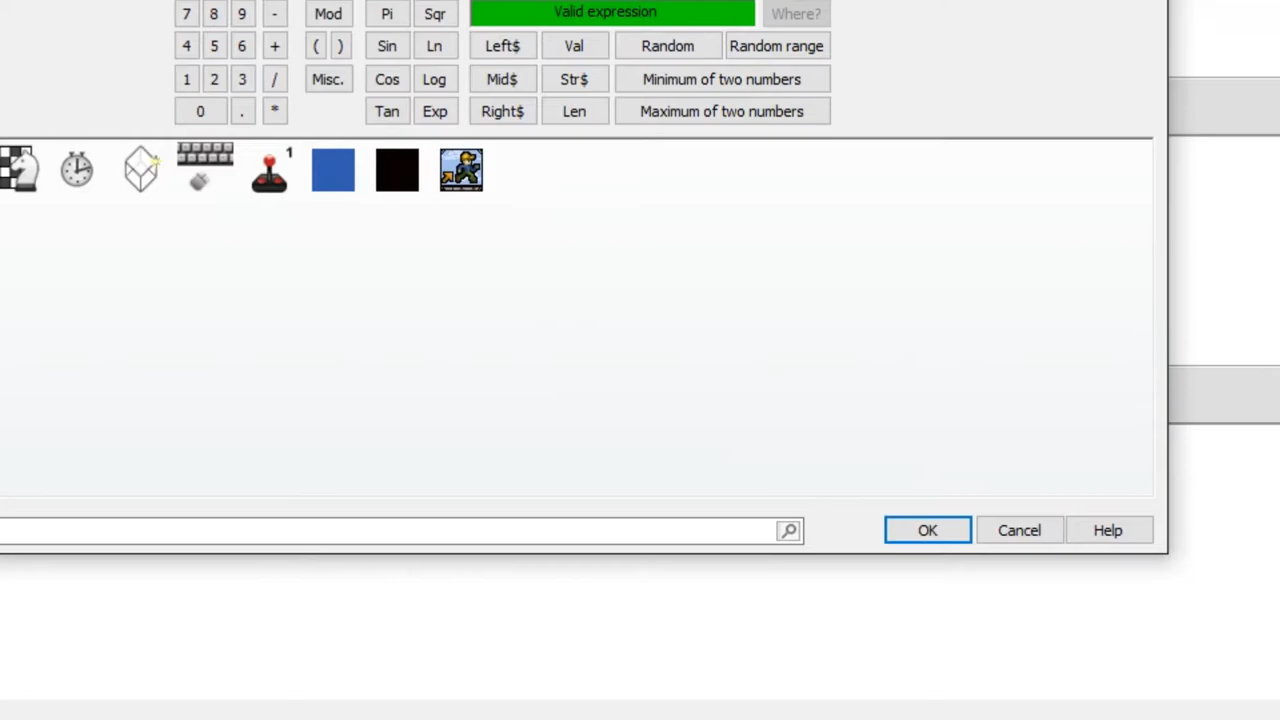 7 8 9 - Mod Pi Sqr Valid expression Where?
4 5 6 + ( ) Sin Ln Left$ Val Random Random range
1 2 3 / Misc. Cos Log Mid$ Str$ Minimum of two numbers
0 . * Tan Exp Right$ Len Maximum of two numbers
1
OK Cancel Help